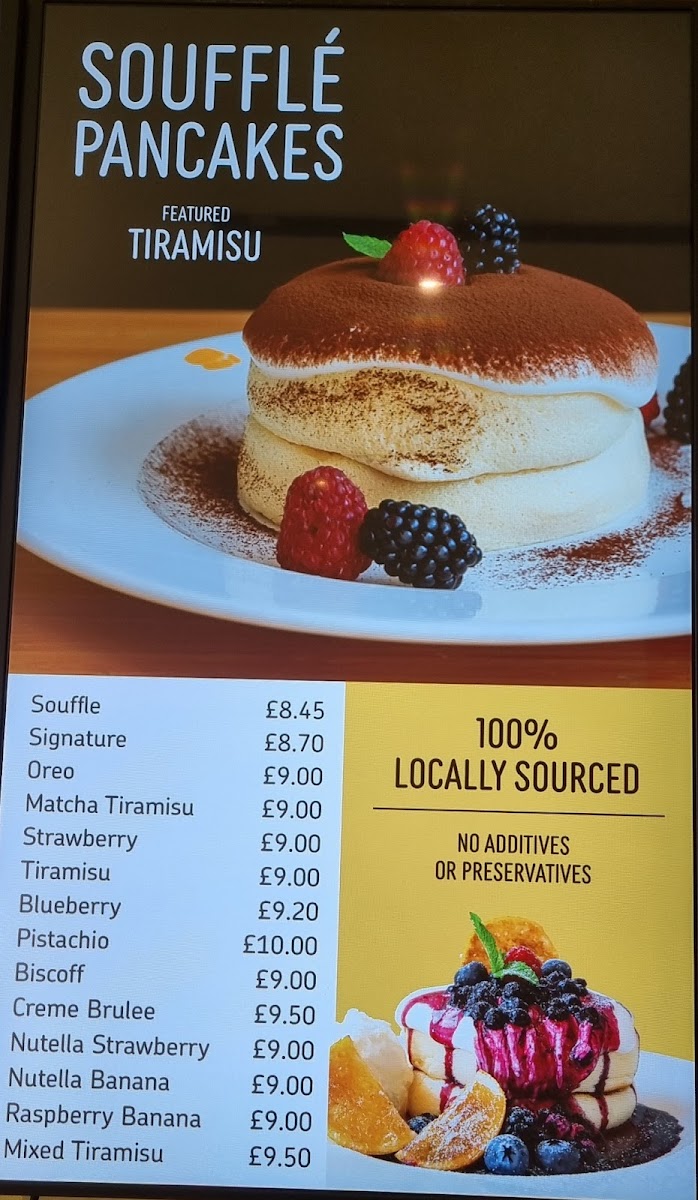 SOUFFLÉ
PANCAKES
FEATURED
TIRAMISU
Souffle £8.45
Signature £8.70
Oreo £9.00
Matcha Tiramisu £9.00
Strawberry £9.00
Tiramisu £9.00
Blueberry £9.20
Pistachio £10.00
Biscoff £9.00
Creme Brulee £9.50
Nutella Strawberry £9.00
Nutella Banana £9.00
Raspberry Banana £9.00
Mixed Tiramisu £9.50
100%
LOCALLY SOURCED
NO ADDITIVES
OR PRESERVATIVES